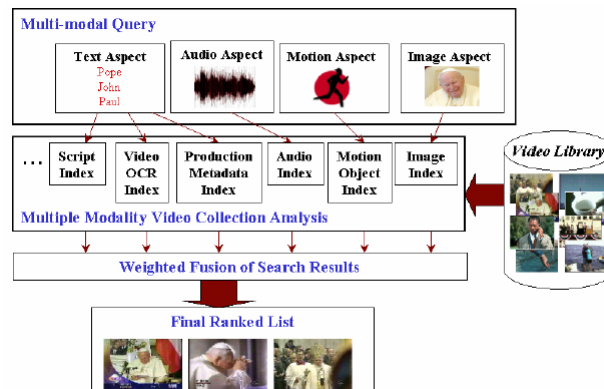 Multi-modal Query
Text Aspect
Pope
John
Paul
Audio Aspect
Motion Aspect
Image Aspect
...
Script
Index
Video
OCR
Index
Production
Metadata
Index
Audio
Index
Motion
Object
Index
Image
Index
Multiple Modality Video Collection Analysis
Video Library
Weighted Fusion of Search Results
Final Ranked List